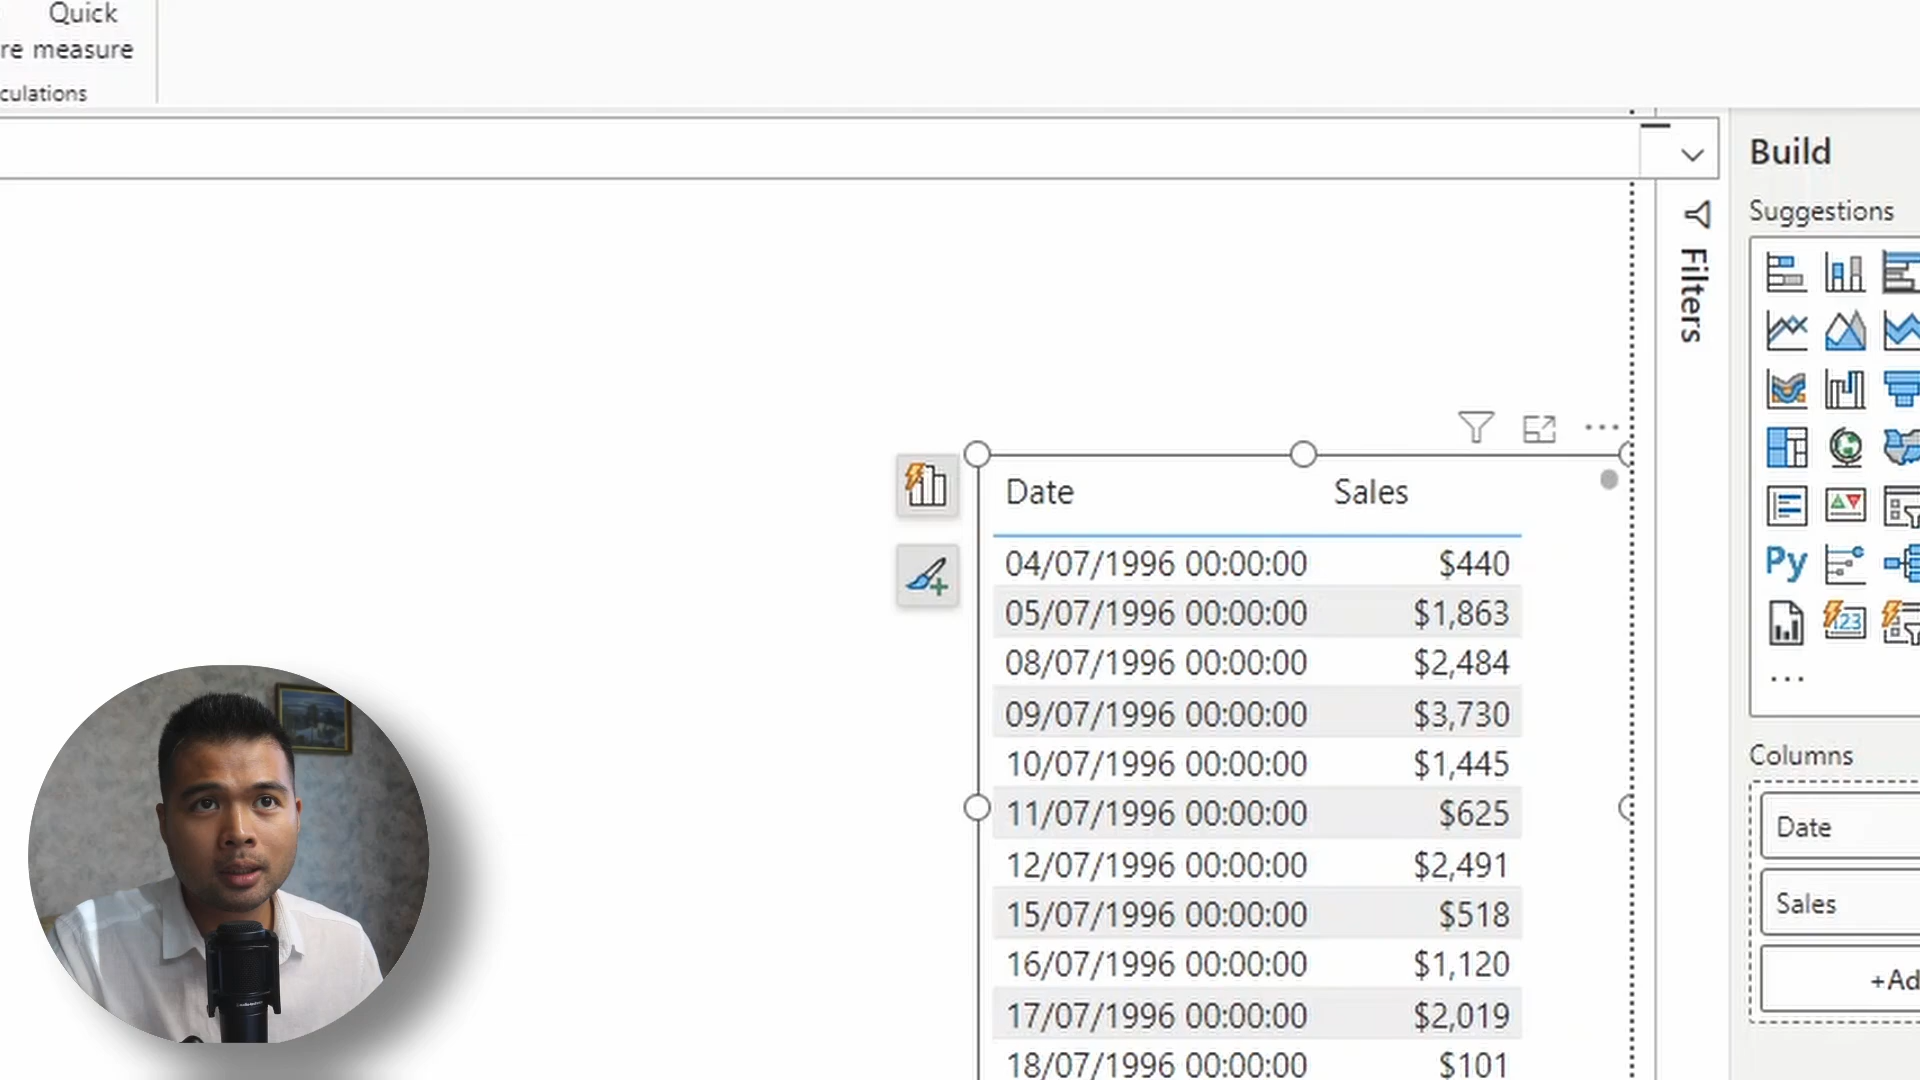 Quick
re measure
culations
Build
Suggestions
Filters
Py
123
Date Sales
04/07/1996 00:00:00 $440
05/07/1996 00:00:00 $1,863
08/07/1996 00:00:00 $2,484
09/07/1996 00:00:00 $3,730
10/07/1996 00:00:00 $1,445
11/07/1996 00:00:00 $625
12/07/1996 00:00:00 $2,491
15/07/1996 00:00:00 $518
16/07/1996 00:00:00 $1,120
17/07/1996 00:00:00 $2,019
18/07/1996 00:00:00 $101
Columns
Date
Sales
+Ad